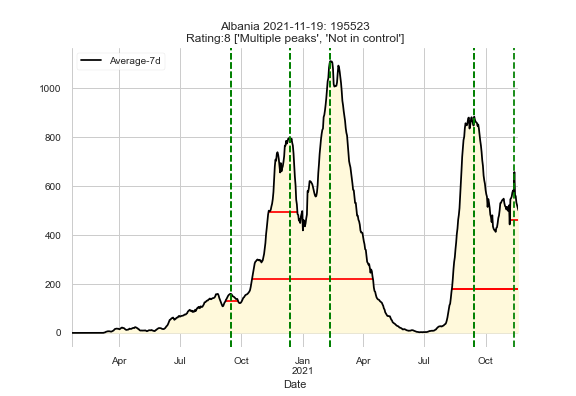 Albania 2021-11-19: 195523
Rating:8 ['Multiple peaks', 'Not in control']
Average-7d
1000
800
600
400
200
0
Apr Jul Oct Jan Apr Jul Oct
2021
Date